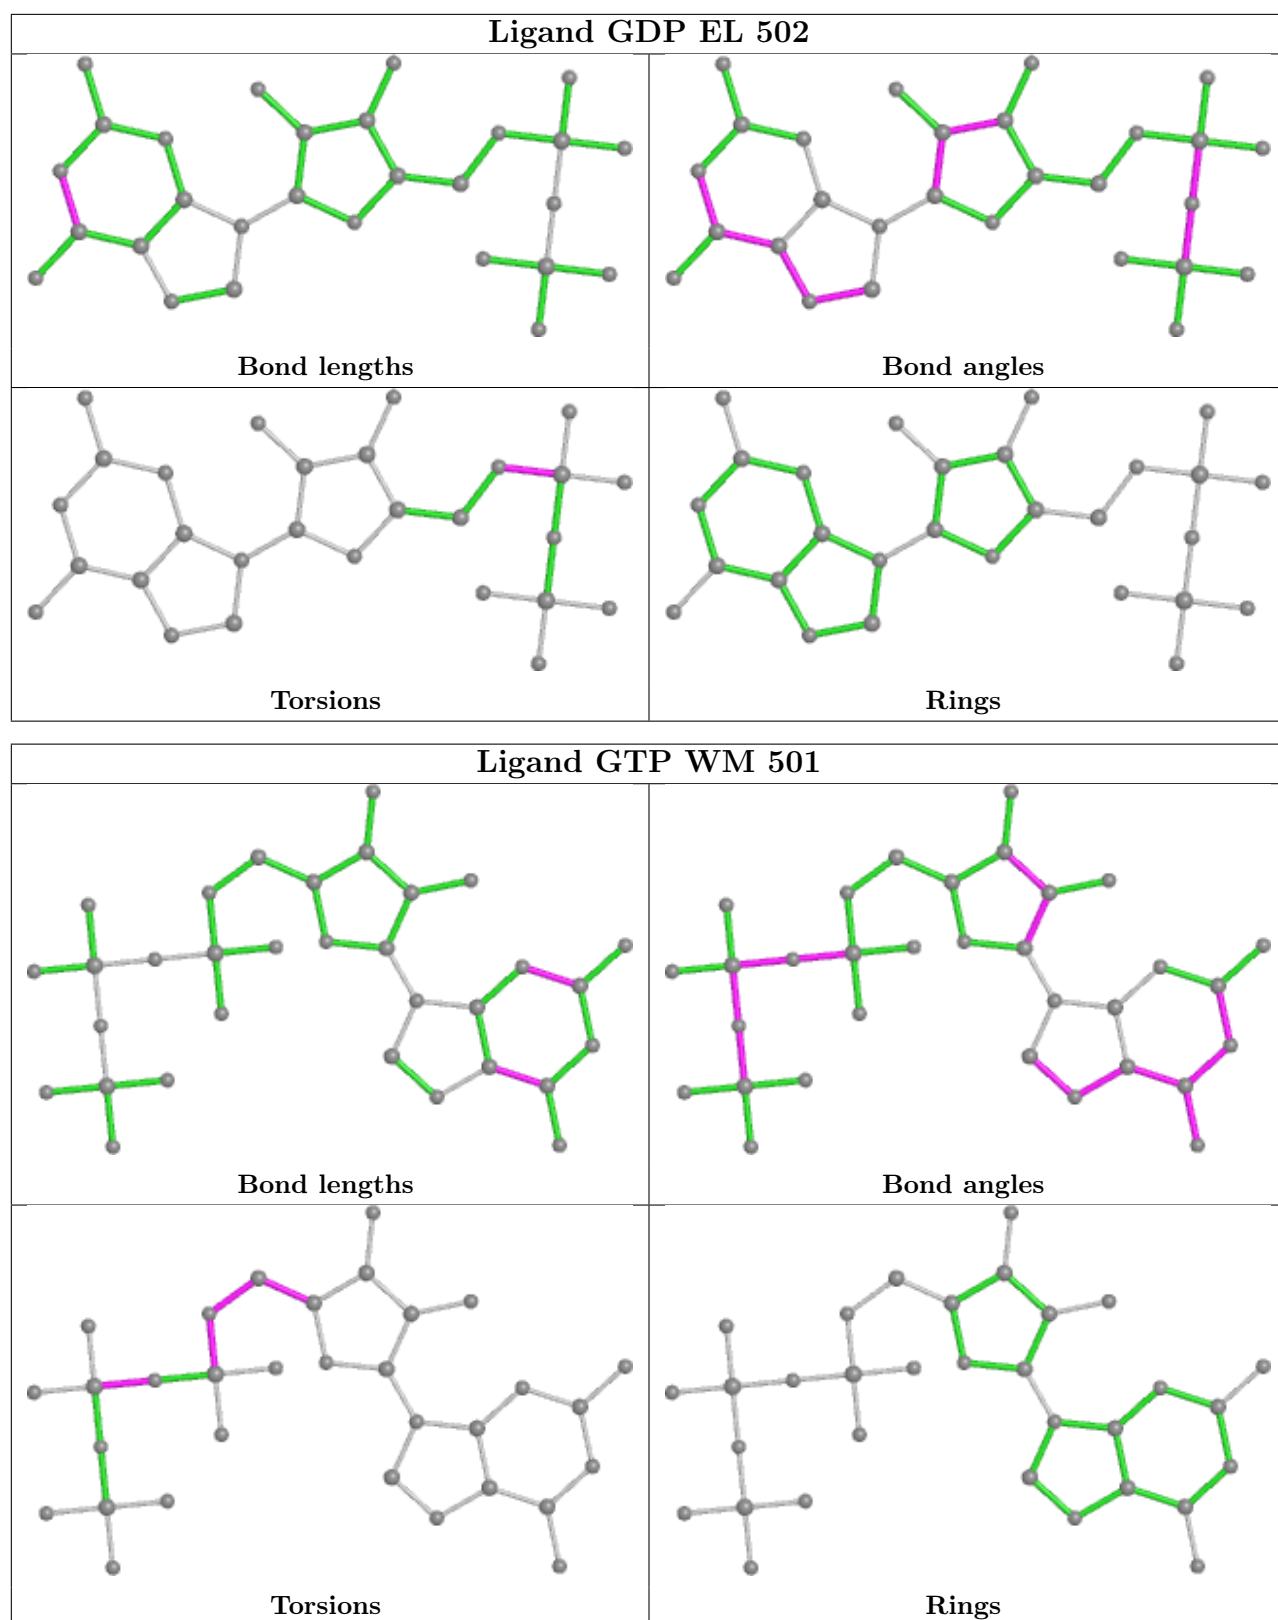 Ligand GDP EL 502
Bond lengths
Bond angles
Torsions
Rings
Ligand GTP WM 501
Bond lengths
Bond angles
Torsions
Rings